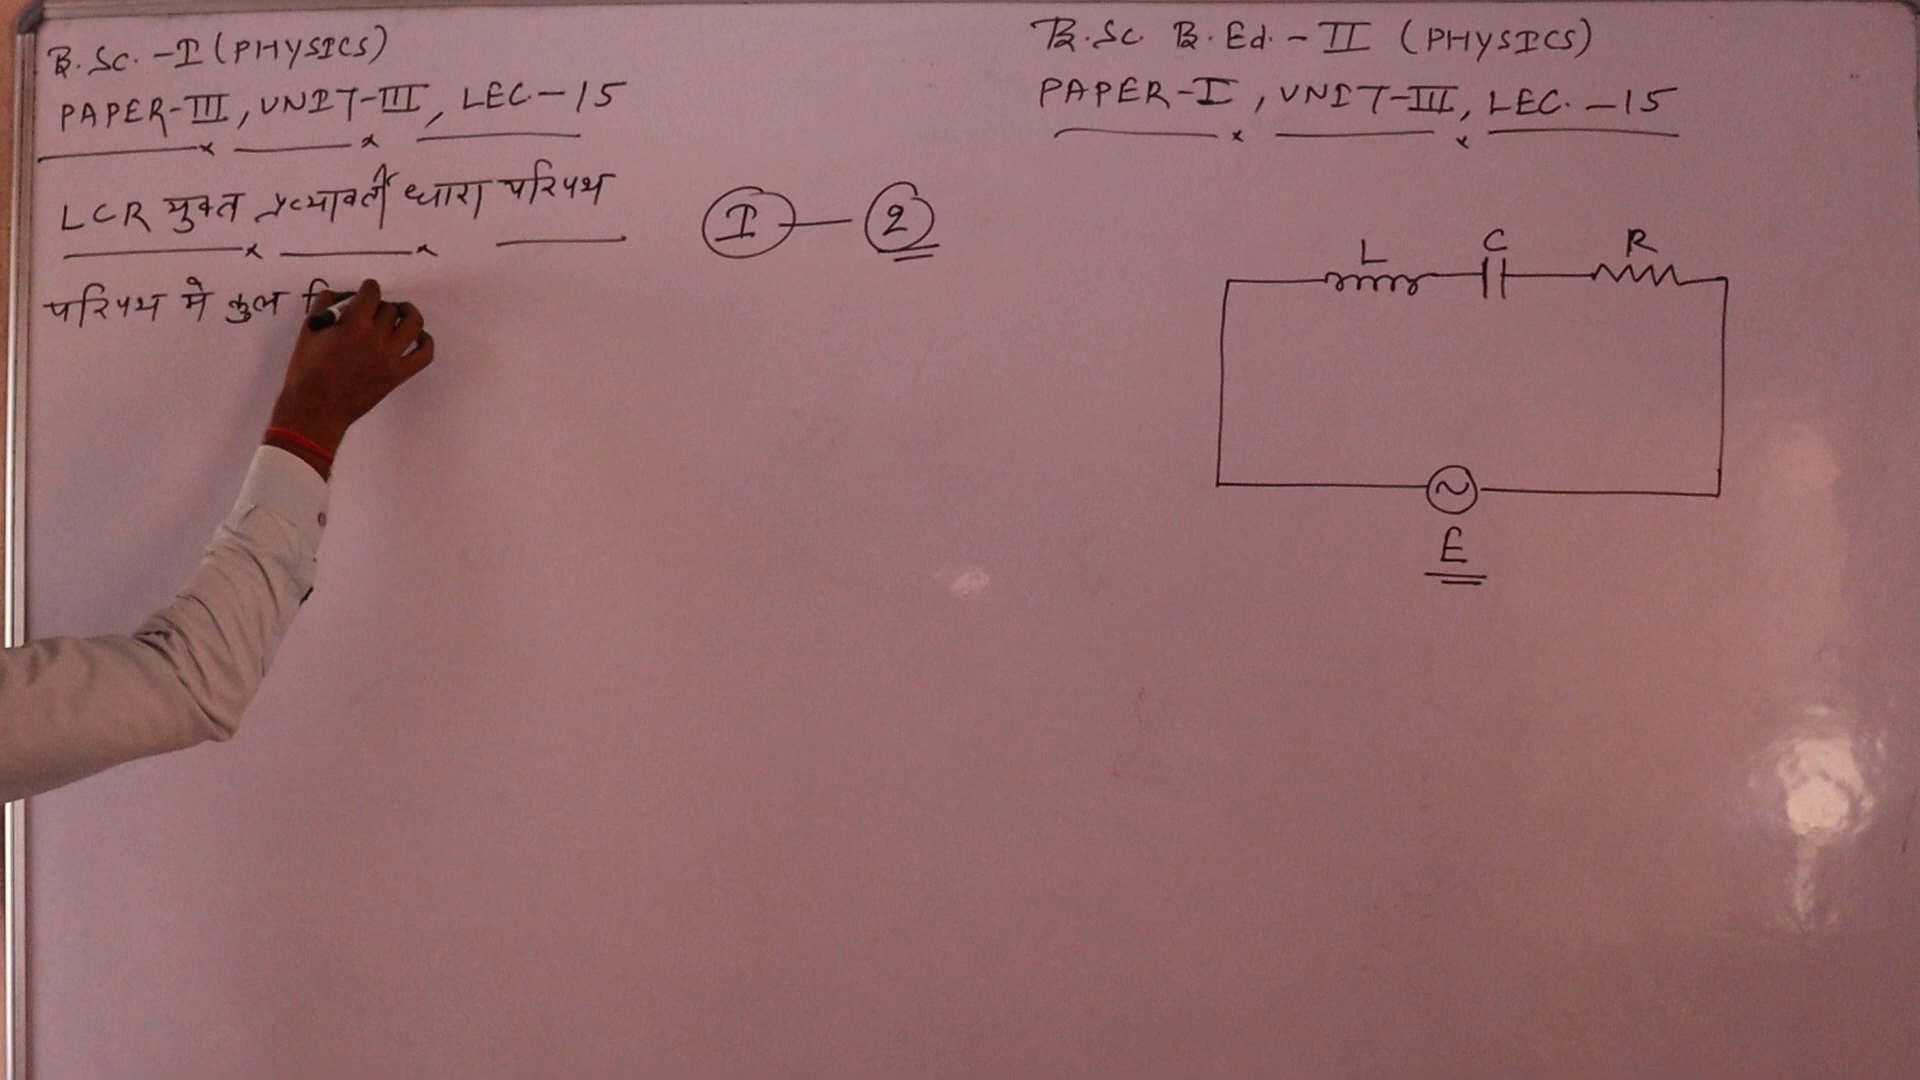 B.Sc.-I (PHYSICS)
PAPER-III, UNIT-III, LEC-15
LCR युक्त प्रत्यावर्ती धारा परिपथ
परिपथ मे कुल
I - 2
B.Sc. B.Ed.-II (PHYSICS)
PAPER-I, UNIT-III, LEC.-15
L C R
E